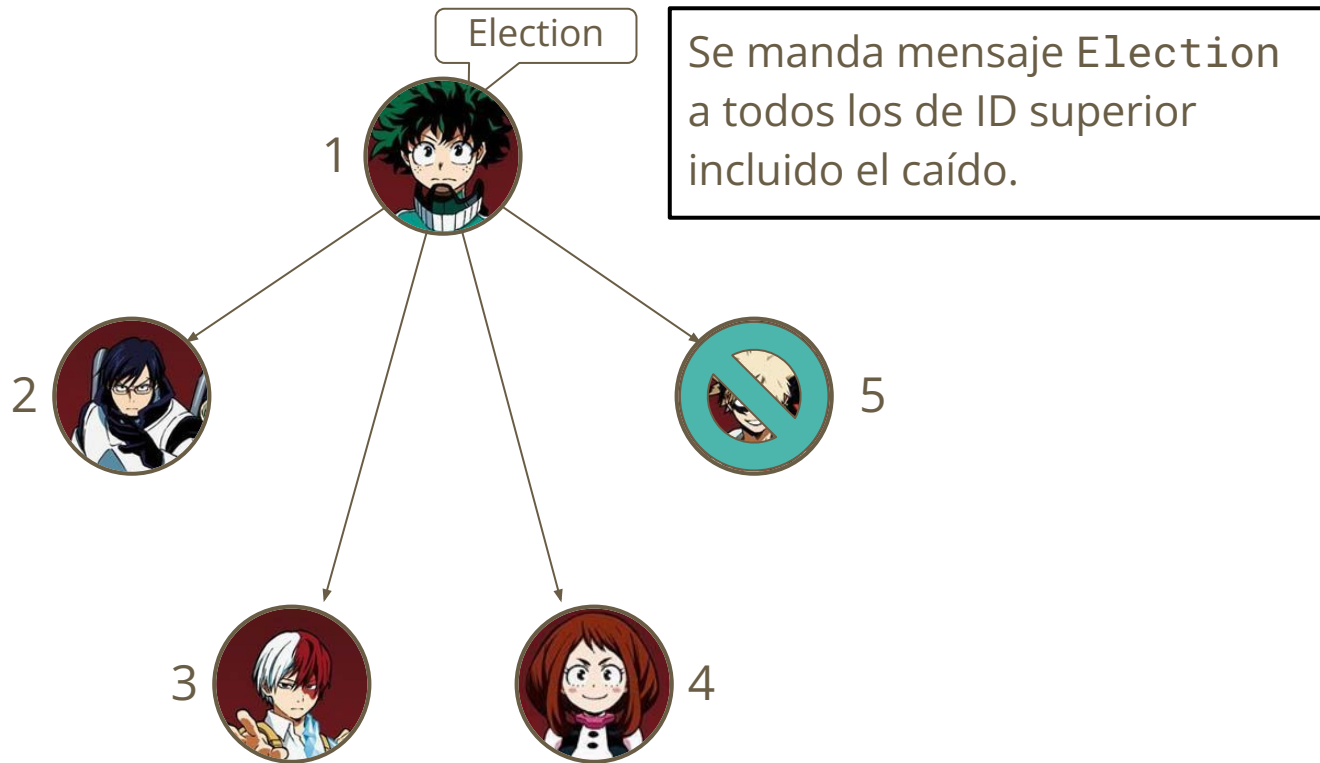 Election
Se manda mensaje Election
a todos los de ID superior
incluido el caído.
1
2
5
3
4